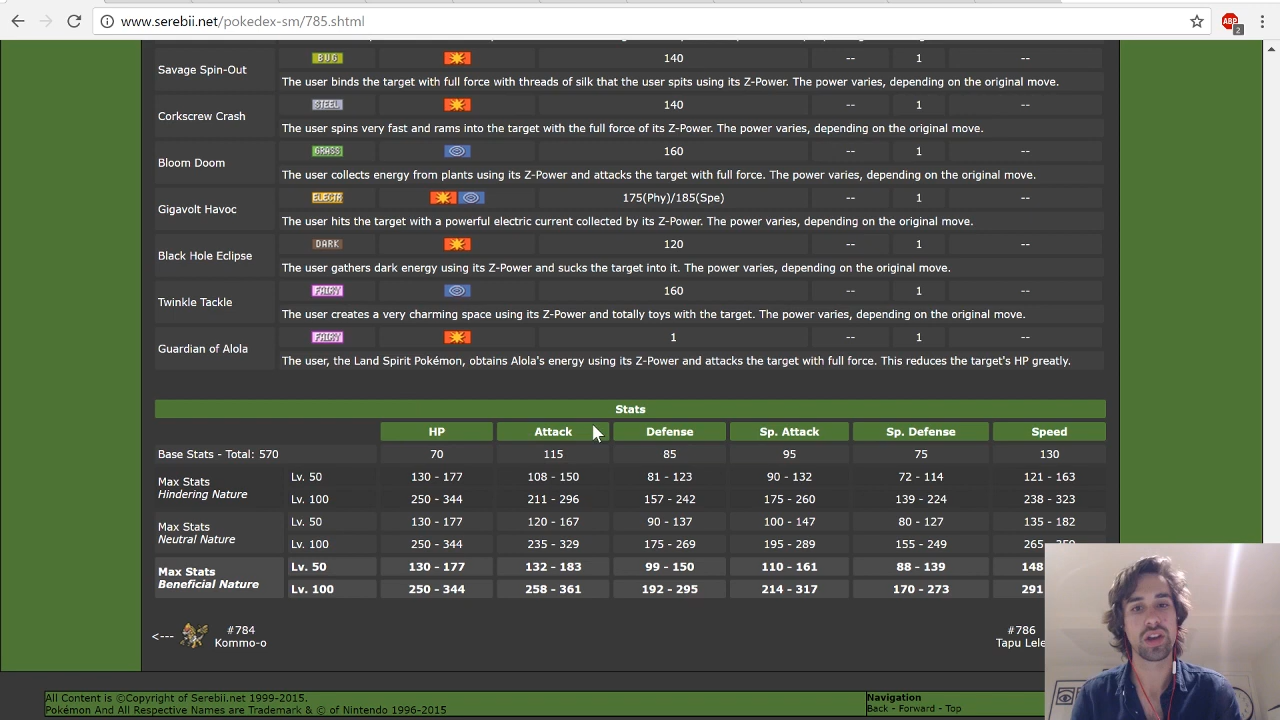 www.serebii.net/pokedex-sm/785.shtml
ABP
2
Savage Spin-Out BUG 140 -- 1 --
The user binds the target with full force with threads of silk that the user spits using its Z-Power. The power varies, depending on the original move.
Corkscrew Crash STEEL 140 -- 1 --
The user spins very fast and rams into the target with the full force of its Z-Power. The power varies, depending on the original move.
Bloom Doom GRASS 160 -- 1 --
The user collects energy from plants using its Z-Power and attacks the target with full force. The power varies, depending on the original move.
Gigavolt Havoc ELECTR 175(Phy)/185(Spe) -- 1 --
The user hits the target with a powerful electric current collected by its Z-Power. The power varies, depending on the original move.
Black Hole Eclipse DARK 120 -- 1 --
The user gathers dark energy using its Z-Power and sucks the target into it. The power varies, depending on the original move.
Twinkle Tackle FAIRY 160 -- 1 --
The user creates a very charming space using its Z-Power and totally toys with the target. The power varies, depending on the original move.
Guardian of Alola FAIRY 1 -- 1 --
The user, the Land Spirit Pokémon, obtains Alola's energy using its Z-Power and attacks the target with full force. This reduces the target's HP greatly.
Stats
HP Attack Defense Sp. Attack Sp. Defense Speed
Base Stats - Total: 570 70 115 85 95 75 130
Max Stats Hindering Nature Lv. 50 130 - 177 108 - 150 81 - 123 90 - 132 72 - 114 121 - 163
Lv. 100 250 - 344 211 - 296 157 - 242 175 - 260 139 - 224 238 - 323
Max Stats Neutral Nature Lv. 50 130 - 177 120 - 167 90 - 137 100 - 147 80 - 127 135 - 182
Lv. 100 250 - 344 235 - 329 175 - 269 195 - 289 155 - 249 265
Max Stats Beneficial Nature Lv. 50 130 - 177 132 - 183 99 - 150 110 - 161 88 - 139 148
Lv. 100 250 - 344 258 - 361 192 - 295 214 - 317 170 - 273 291
<--- #784 Kommo-o
#786 Tapu Lele
All Content is ©Copyright of Serebii.net 1999-2015.
Pokémon And All Respective Names are Trademark & © of Nintendo 1996-2015
Navigation
Back - Forward - Top